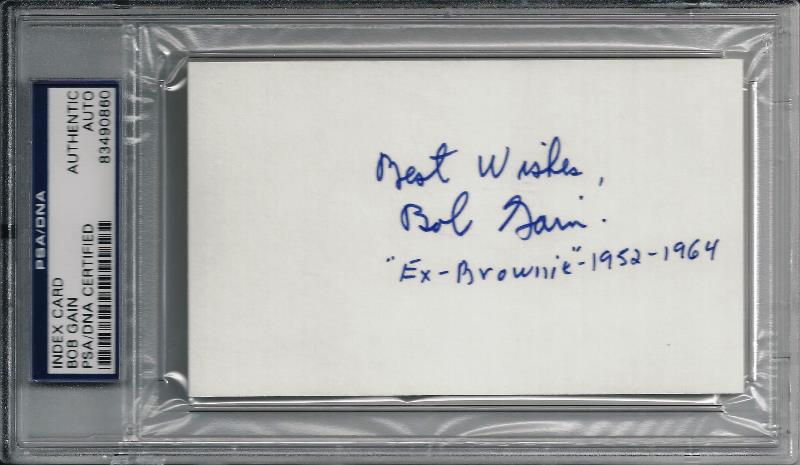 PSA/DNA
INDEX CARD
BOB GAIN
PSA/DNA CERTIFIED
AUTHENTIC
AUTO
83490860
Best Wishes,
Bob Gain.
"Ex-Brownie"-1952-1964